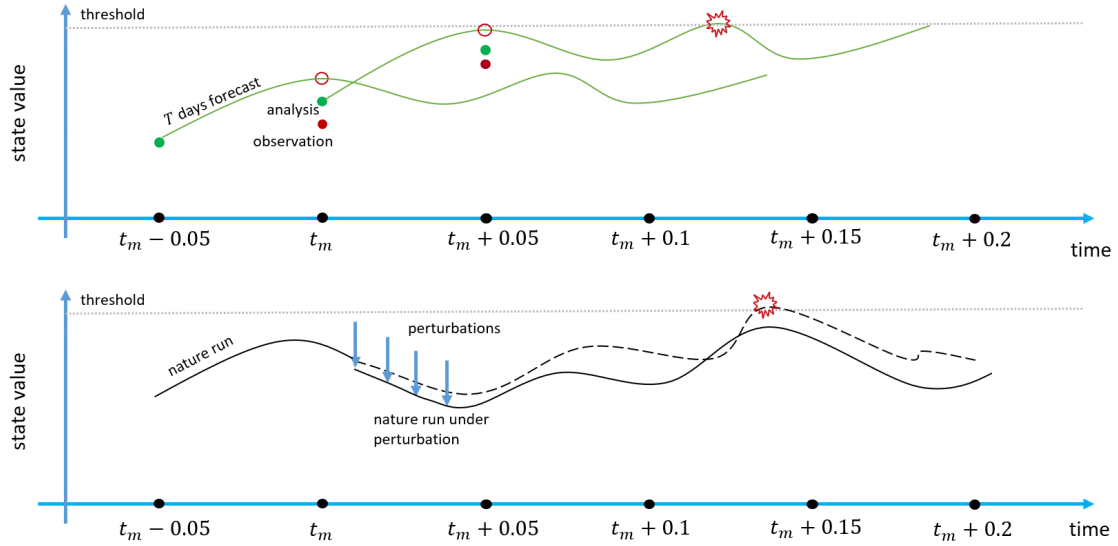 threshold
state value
T days forecast
analysis
observation
t_m − 0.05
t_m
t_m + 0.05
t_m + 0.1
t_m + 0.15
t_m + 0.2
time
threshold
state value
nature run
perturbations
nature run under
perturbation
t_m − 0.05
t_m
t_m + 0.05
t_m + 0.1
t_m + 0.15
t_m + 0.2
time